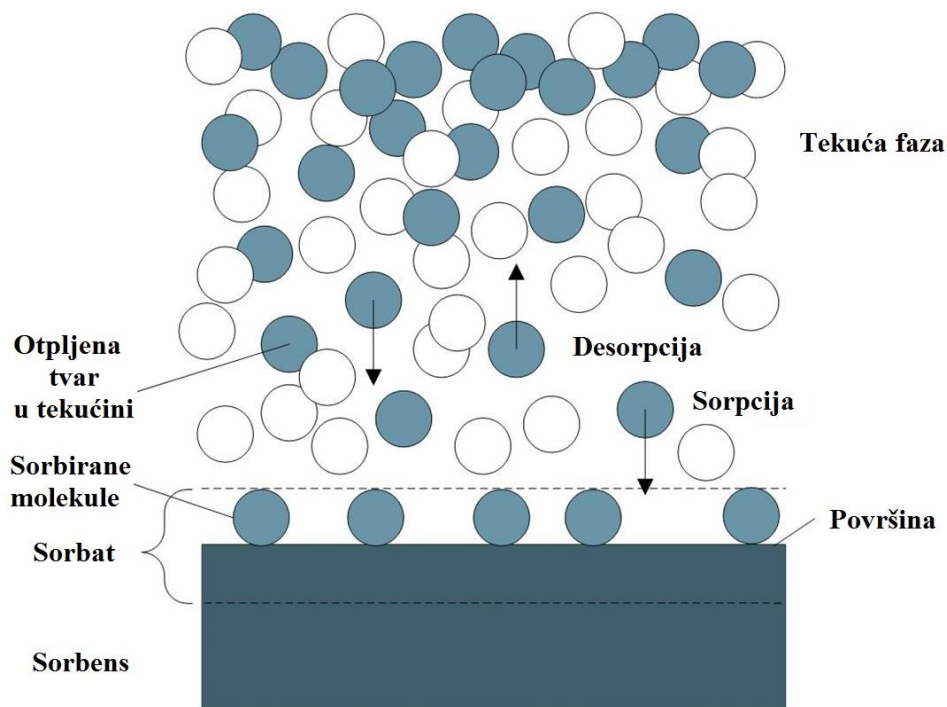 Tekuća faza
Otpljena
tvar
u tekućini
Desorpcija
Sorpcija
Sorbirane
molekule
Površina
Sorbat
Sorbens